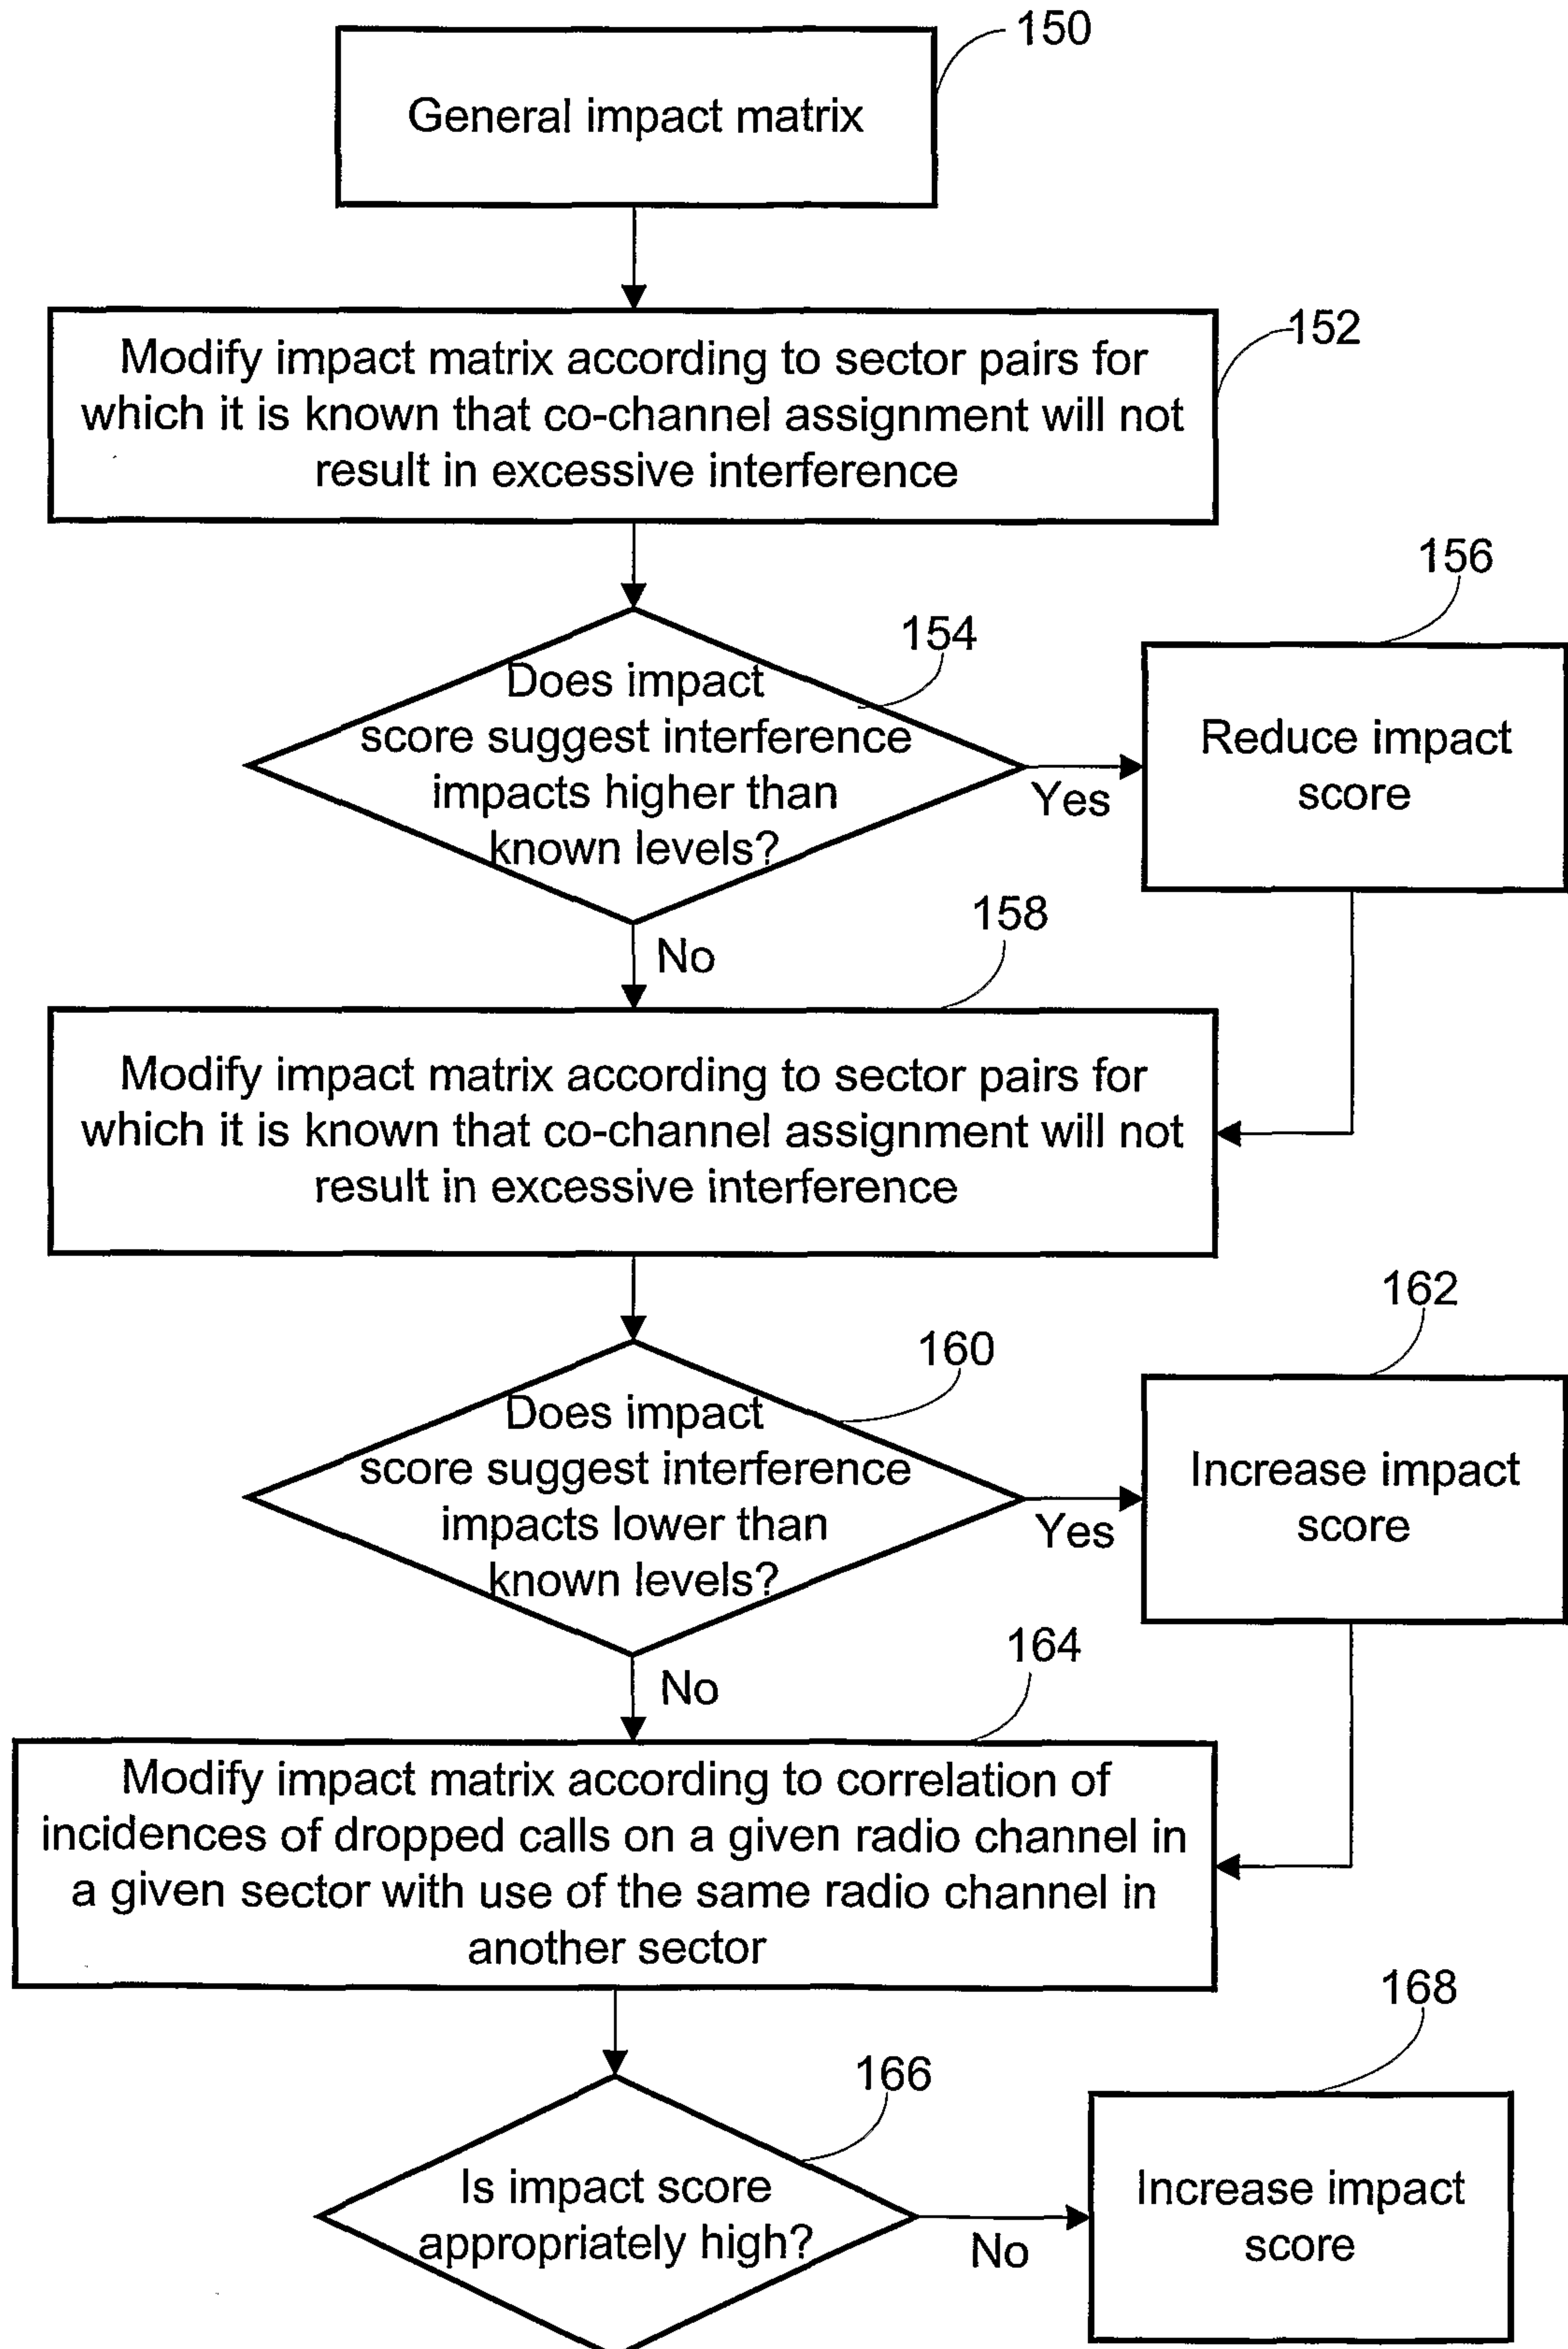 150
General impact matrix
152
Modify impact matrix according to sector pairs for
which it is known that co-channel assignment will not
result in excessive interference
156
154
Does impact
score suggest interference
impacts higher than
known levels?
Yes
Reduce impact
score
158
No
Modify impact matrix according to sector pairs for
which it is known that co-channel assignment will not
result in excessive interference
162
160
Does impact
score suggest interference
impacts lower than
known levels?
Yes
Increase impact
score
164
No
Modify impact matrix according to correlation of
incidences of dropped calls on a given radio channel in
a given sector with use of the same radio channel in
another sector
168
166
Is impact score
appropriately high?
No
Increase impact
score